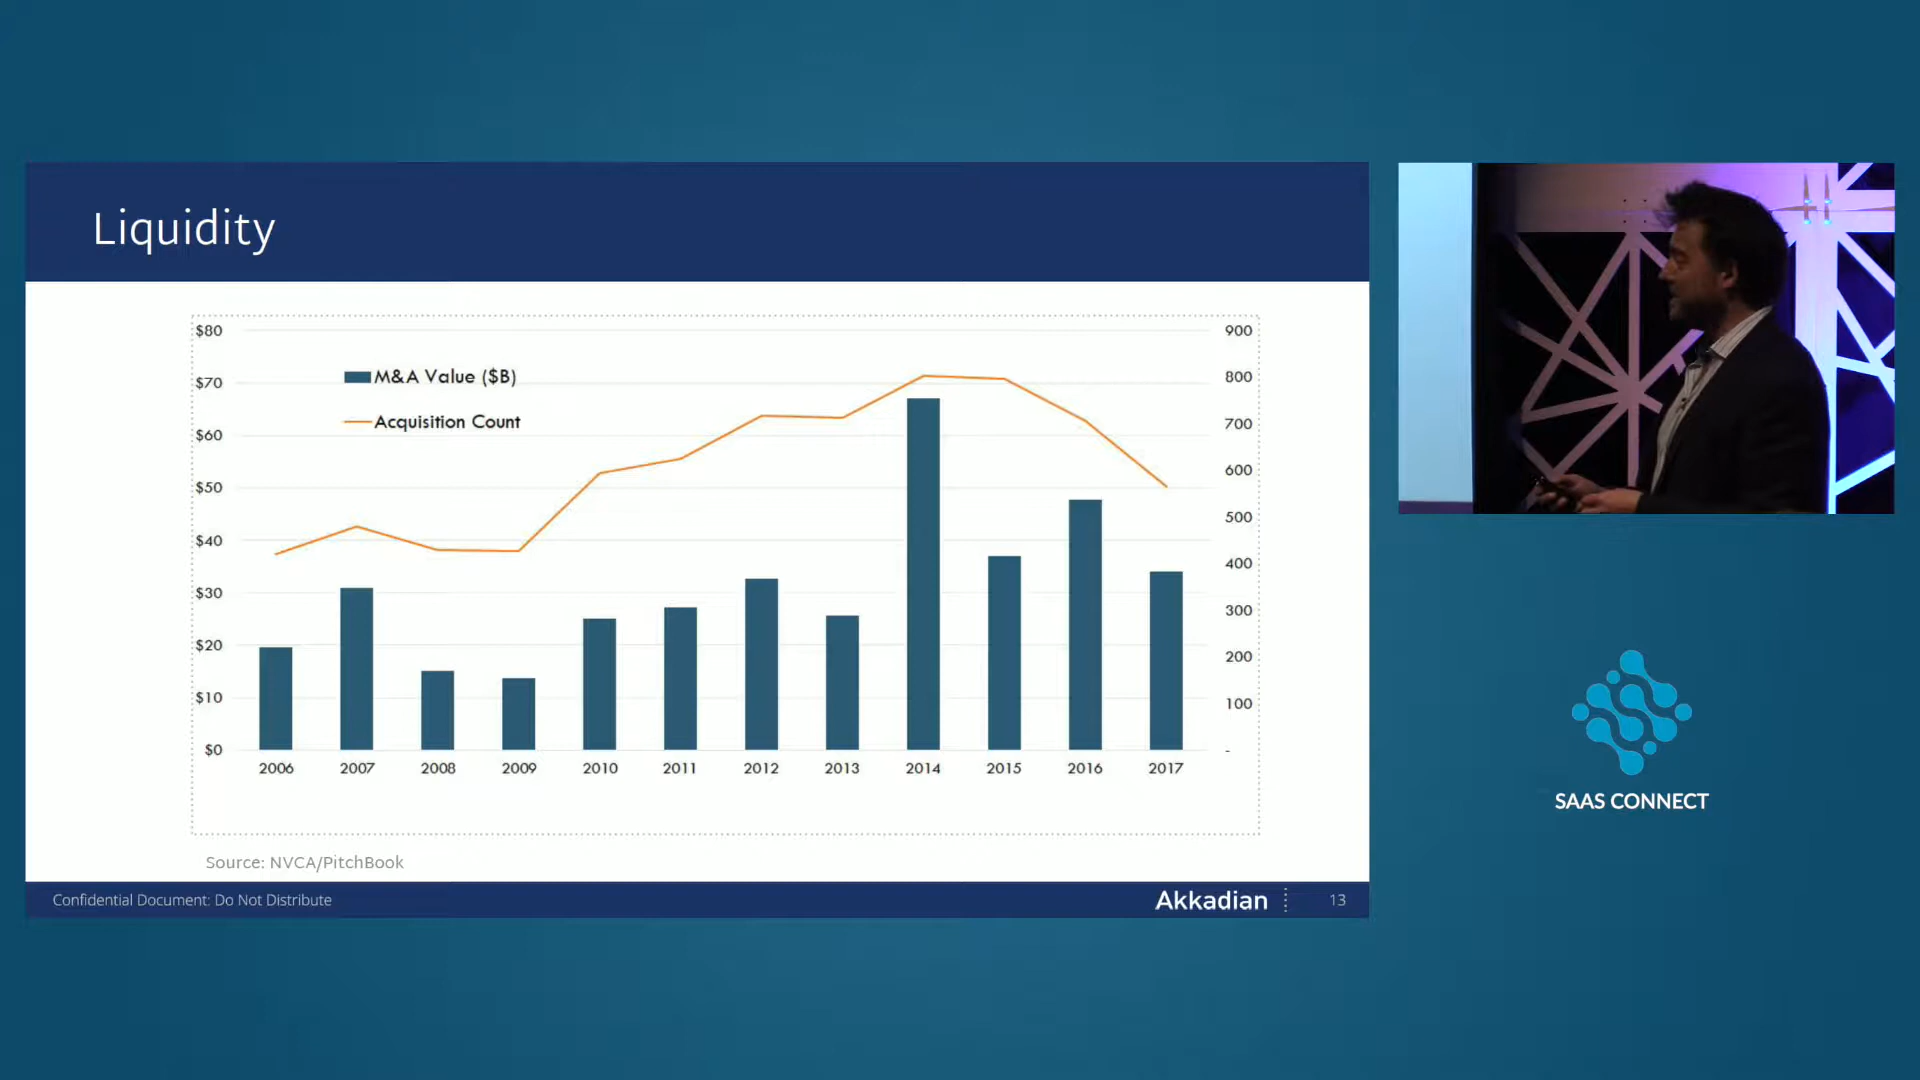 Liquidity
$80
$70
$60
$50
$40
$30
$20
$10
$0
M&A Value ($B)
Acquisition Count
900
800
700
600
500
400
300
200
100
-
2006 2007 2008 2009 2010 2011 2012 2013 2014 2015 2016 2017
Source: NVCA/PitchBook
Confidential Document: Do Not Distribute
Akkadian
13
SAAS CONNECT